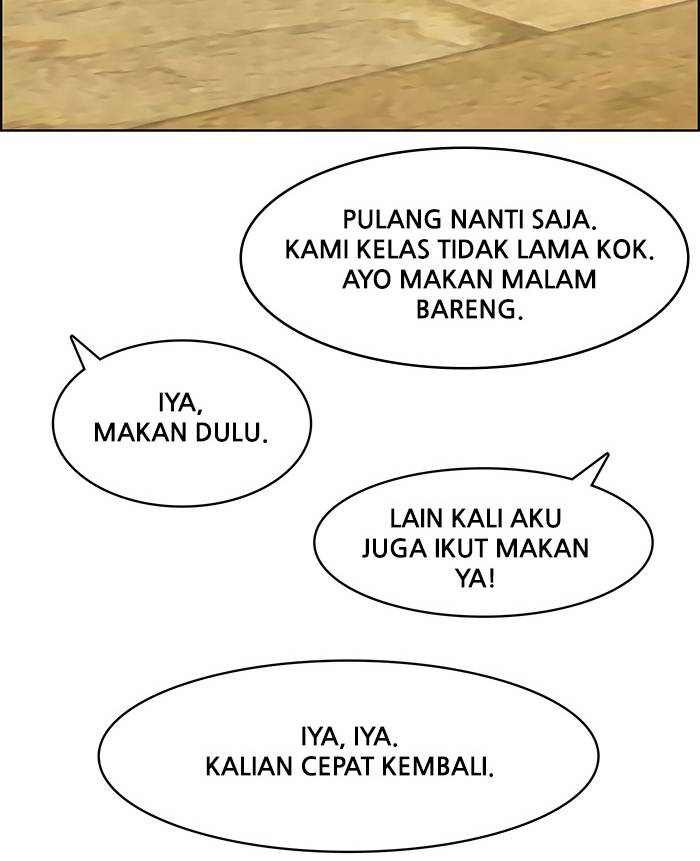 PULANG NANTI SAJA.
KAMI KELAS TIDAK LAMA KOK.
AYO MAKAN MALAM
BARENG.
IYA,
MAKAN DULU.
LAIN KALI AKU
JUGA IKUT MAKAN
YA!
IYA, IYA.
KALIAN CEPAT KEMBALI.